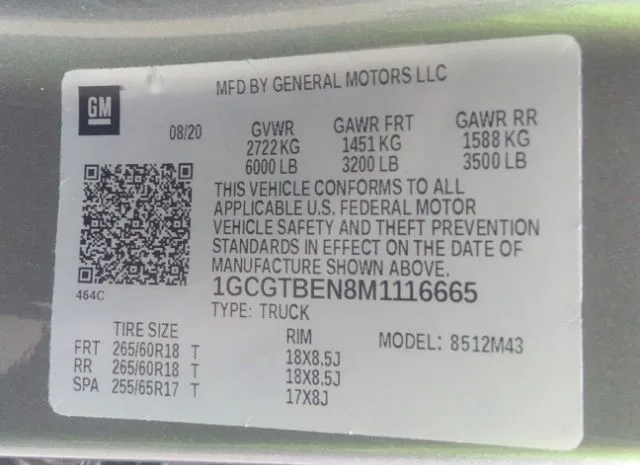 GM
MFD BY GENERAL MOTORS LLC
08/20 GVWR GAWR FRT GAWR RR
2722 KG 1451 KG 1588 KG
6000 LB 3200 LB 3500 LB
THIS VEHICLE CONFORMS TO ALL
APPLICABLE U.S. FEDERAL MOTOR
VEHICLE SAFETY AND THEFT PREVENTION
STANDARDS IN EFFECT ON THE DATE OF
MANUFACTURE SHOWN ABOVE.
464C 1GCGTBEN8M1116665
TYPE: TRUCK
TIRE SIZE RIM MODEL: 8512M43
FRT 265/60R18 T 18X8.5J
RR 265/60R18 T 18X8.5J
SPA 255/65R17 T 17X8J